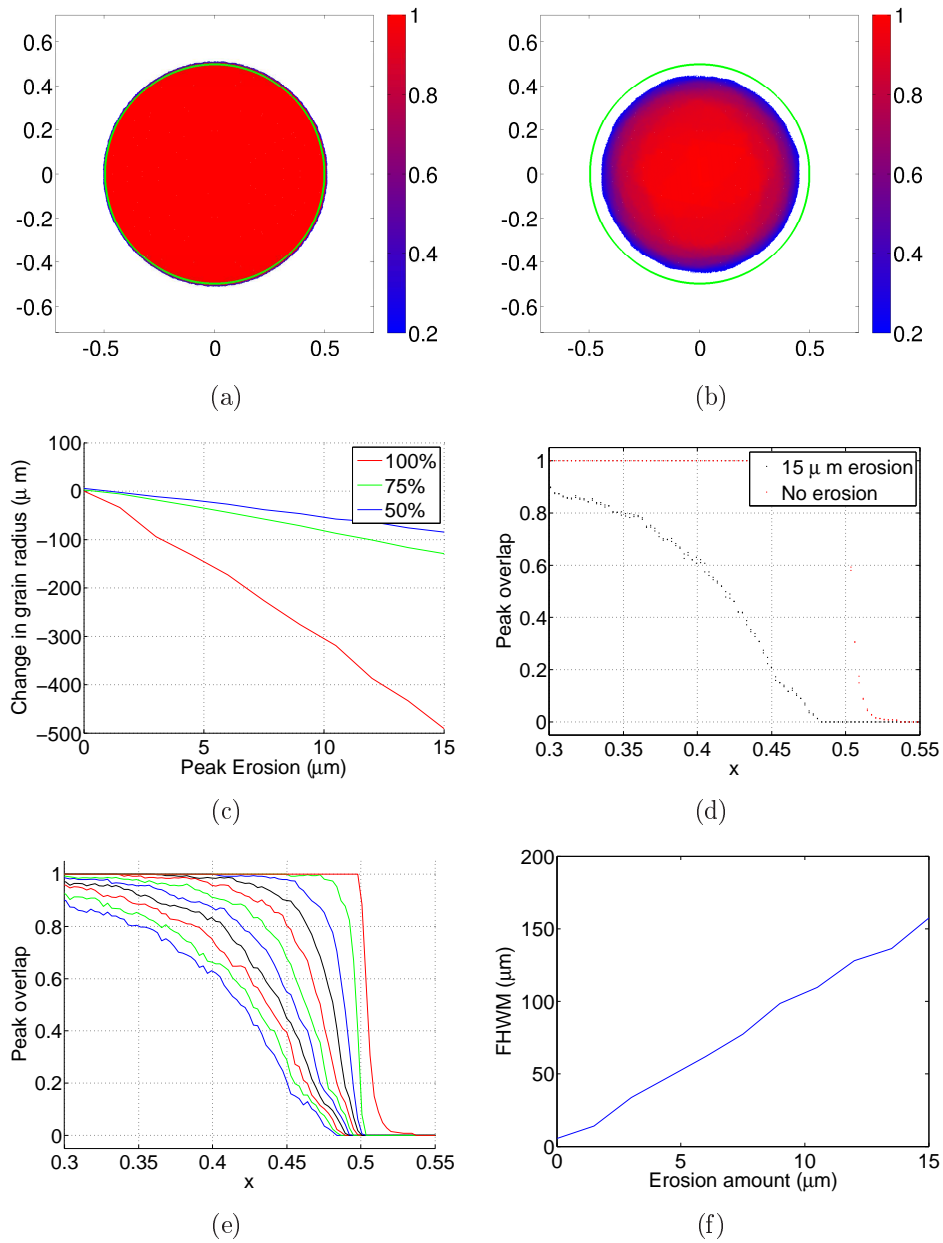 0.6
0.4
0.2
0
-0.2
-0.4
-0.6
-0.5 0 0.5
1
0.8
0.6
0.4
0.2
(a)
0.6
0.4
0.2
0
-0.2
-0.4
-0.6
-0.5 0 0.5
1
0.8
0.6
0.4
0.2
(b)
100
0
−100
−200
−300
−400
−500
0 5 10 15
Change in grain radius (μ m)
Peak Erosion (μm)
100%
75%
50%
(c)
1
0.8
0.6
0.4
0.2
0
0.3 0.35 0.4 0.45 0.5 0.55
Peak overlap
x
15 μ m erosion
No erosion
(d)
1
0.8
0.6
0.4
0.2
0
0.3 0.35 0.4 0.45 0.5 0.55
Peak overlap
x
(e)
200
150
100
50
0
0 5 10 15
FHWM (μm)
Erosion amount (μm)
(f)